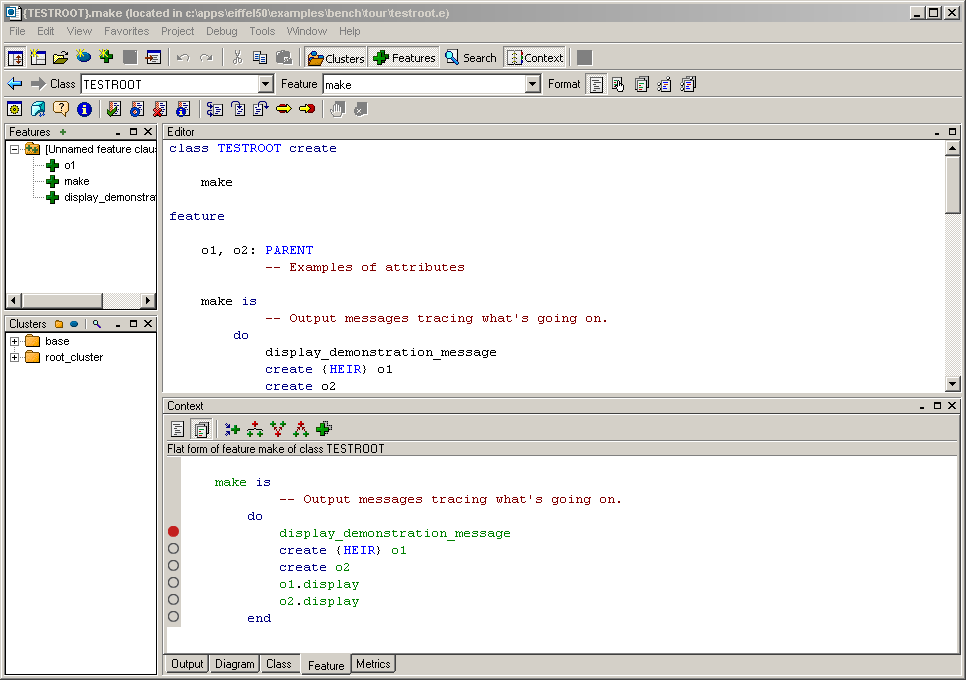 {TESTROOT}.make (located in c:\apps\eiffel50\examples\bench\tour\testroot.e)
File Edit View Favorites Project Debug Tools Window Help
Clusters Features Search Context
Class TESTROOT Feature make Format
Features
[Unnamed feature clau
o1
make
display_demonstra
Clusters
base
root_cluster
Editor
class TESTROOT create
make
feature
o1, o2: PARENT
-- Examples of attributes
make is
-- Output messages tracing what's going on.
do
display_demonstration_message
create {HEIR} o1
create o2
Context
Flat form of feature make of class TESTROOT
make is
-- Output messages tracing what's going on.
do
display_demonstration_message
create {HEIR} o1
create o2
o1.display
o2.display
end
Output Diagram Class Feature Metrics